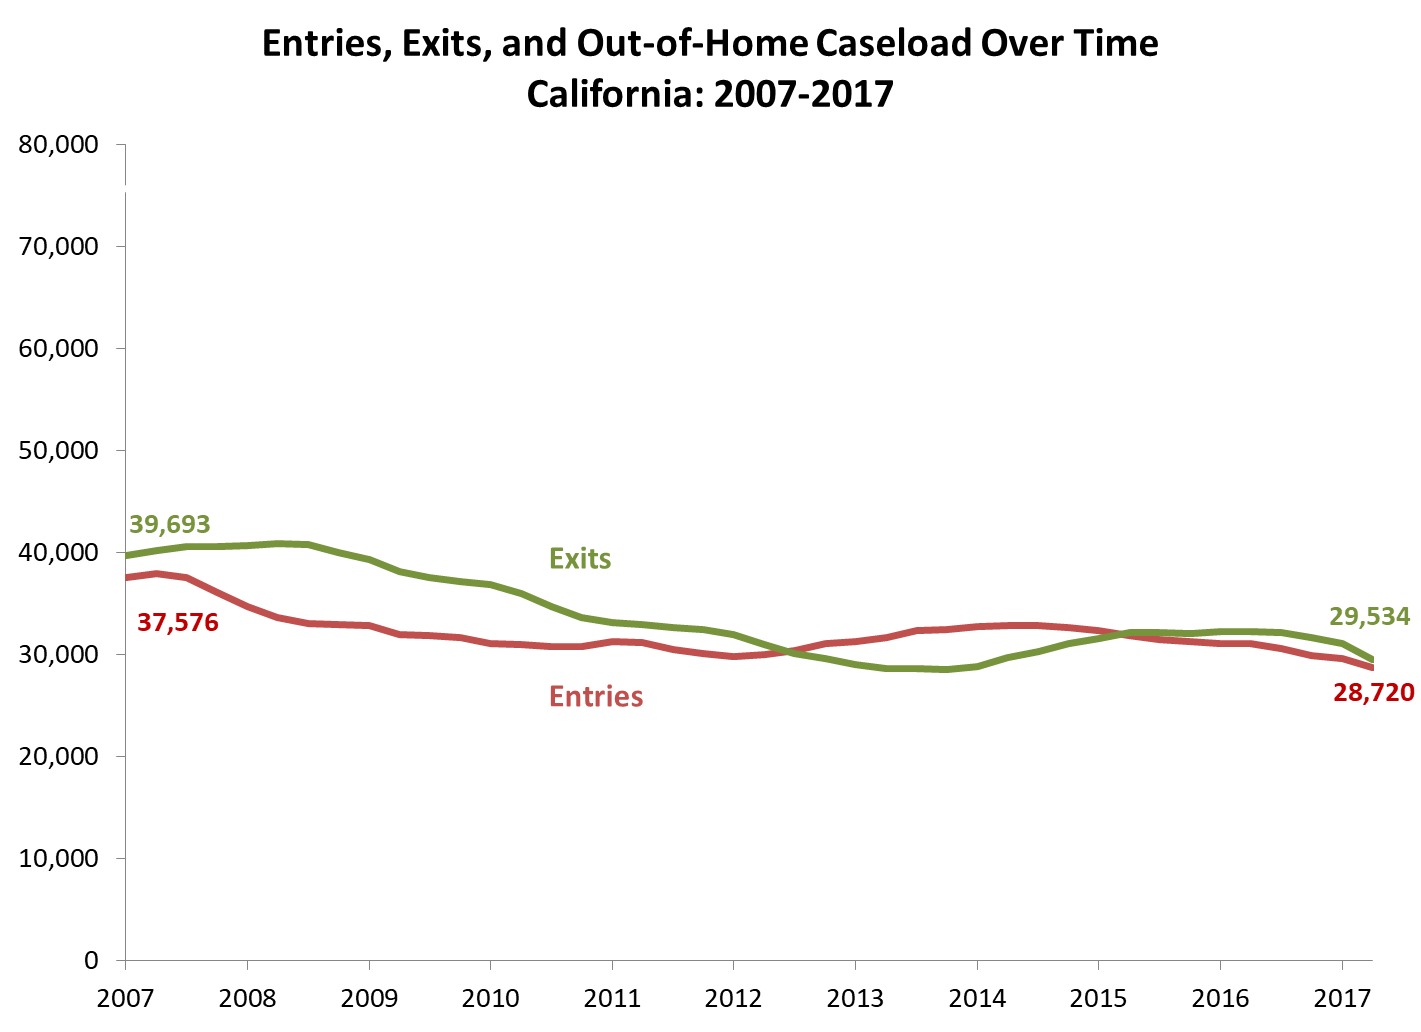 Entries, Exits, and Out-of-Home Caseload Over Time
California: 2007-2017
80,000
70,000
60,000
50,000
40,000
30,000
20,000
10,000
0
39,693
37,576
Exits
Entries
29,534
28,720
2007 2008 2009 2010 2011 2012 2013 2014 2015 2016 2017